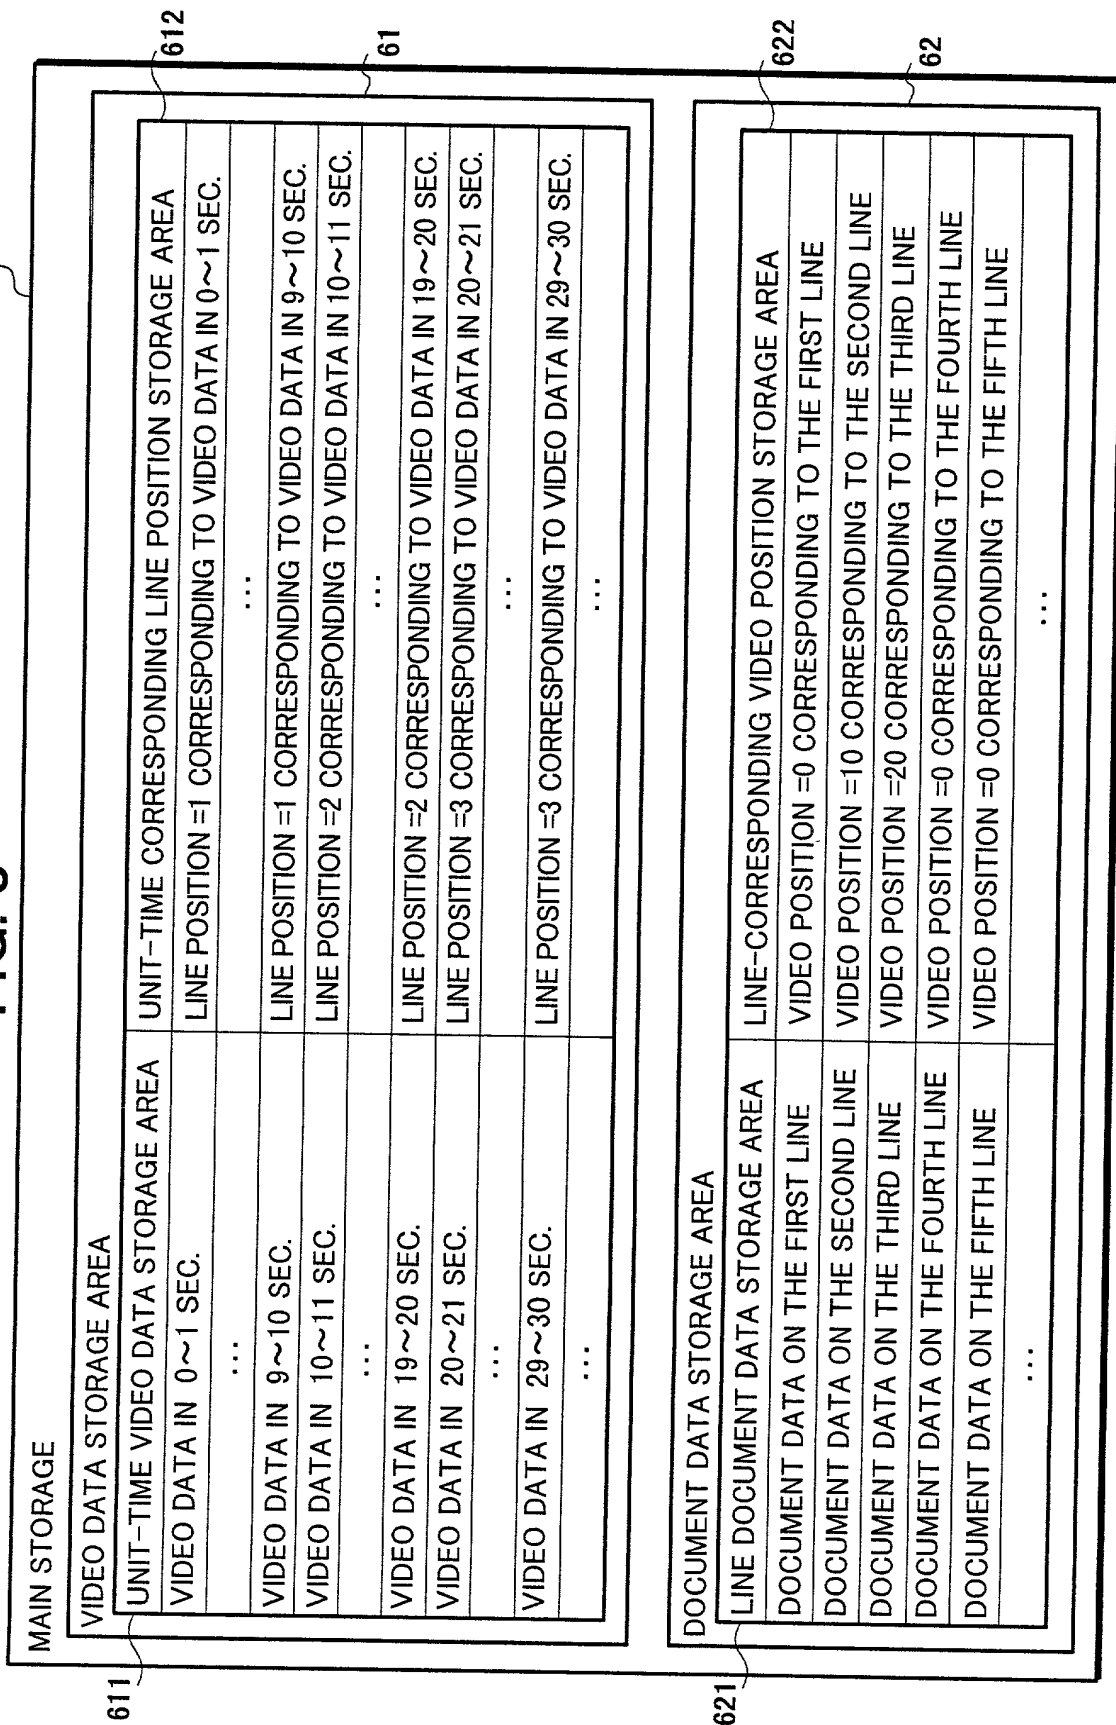 MAIN STORAGE
VIDEO DATA STORAGE AREA
612
611
UNIT-TIME VIDEO DATA STORAGE AREA UNIT-TIME CORRESPONDING LINE POSITION STORAGE AREA
VIDEO DATA IN 0~1 SEC. LINE POSITION =1 CORRESPONDING TO VIDEO DATA IN 0~1 SEC.
... ...
VIDEO DATA IN 9~10 SEC. LINE POSITION =1 CORRESPONDING TO VIDEO DATA IN 9~10 SEC.
VIDEO DATA IN 10~11 SEC. LINE POSITION =2 CORRESPONDING TO VIDEO DATA IN 10~11 SEC.
... ...
61
VIDEO DATA IN 19~20 SEC. LINE POSITION =2 CORRESPONDING TO VIDEO DATA IN 19~20 SEC.
VIDEO DATA IN 20~21 SEC. LINE POSITION =3 CORRESPONDING TO VIDEO DATA IN 20~21 SEC.
... ...
VIDEO DATA IN 29~30 SEC. LINE POSITION =3 CORRESPONDING TO VIDEO DATA IN 29~30 SEC.
... ...
DOCUMENT DATA STORAGE AREA
622
621
LINE DOCUMENT DATA STORAGE AREA LINE-CORRESPONDING VIDEO POSITION STORAGE AREA
DOCUMENT DATA ON THE FIRST LINE VIDEO POSITION =0 CORRESPONDING TO THE FIRST LINE
DOCUMENT DATA ON THE SECOND LINE VIDEO POSITION =10 CORRESPONDING TO THE SECOND LINE
DOCUMENT DATA ON THE THIRD LINE VIDEO POSITION =20 CORRESPONDING TO THE THIRD LINE
62
DOCUMENT DATA ON THE FOURTH LINE VIDEO POSITION =0 CORRESPONDING TO THE FOURTH LINE
DOCUMENT DATA ON THE FIFTH LINE VIDEO POSITION =0 CORRESPONDING TO THE FIFTH LINE
... ...